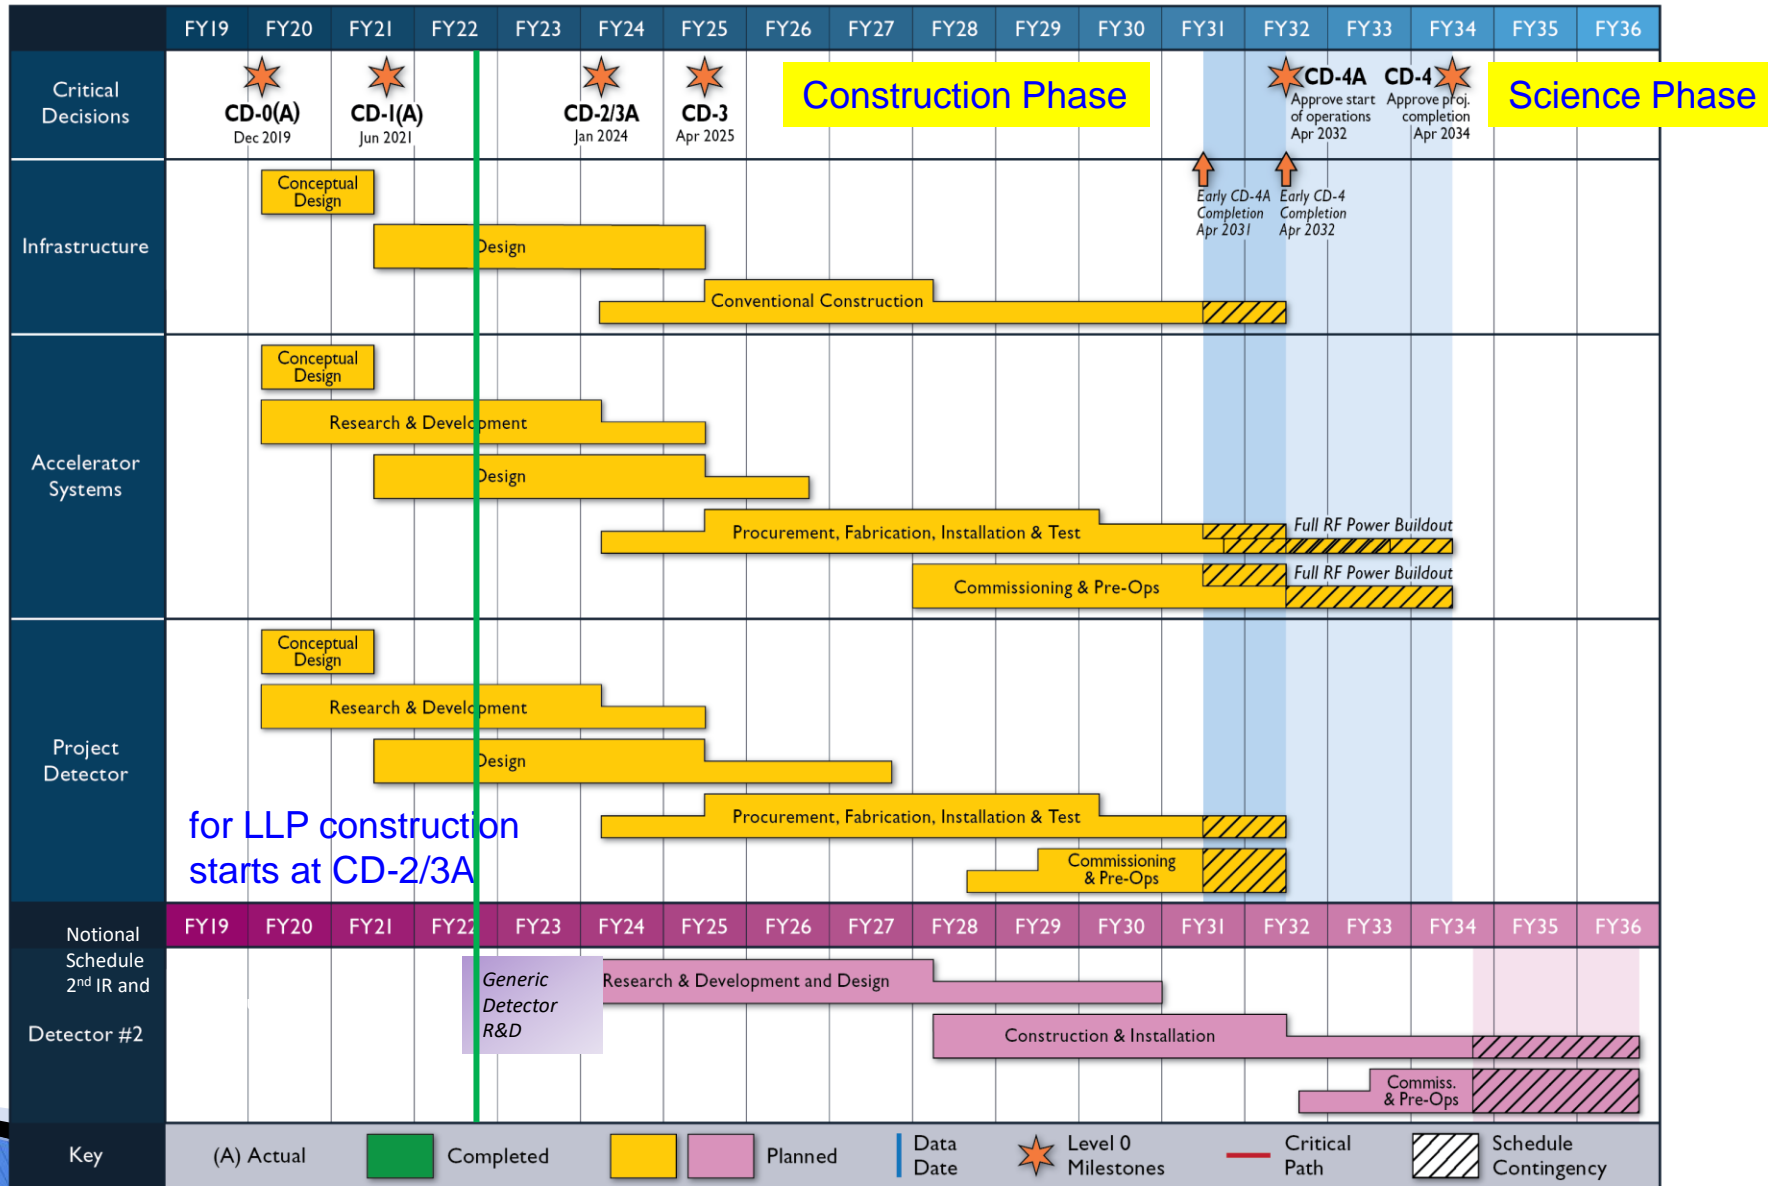 FY19 FY20 FY21 FY22 FY23 FY24 FY25 FY26 FY27 FY28 FY29 FY30 FY31 FY32 FY33 FY34 FY35 FY36
Critical
Decisions
CD-0(A)
Dec 2019
CD-1(A)
Jun 2021
CD-2/3A
Jan 2024
CD-3
Apr 2025
Construction Phase
CD-4A
Approve start
of operations
Apr 2032
CD-4
Approve proj.
completion
Apr 2034
Science Phase
Infrastructure
Conceptual
Design
Design
Conventional Construction
Early CD-4A
Completion
Apr 2031
Early CD-4
Completion
Apr 2032
Accelerator
Systems
Conceptual
Design
Research & Development
Design
Procurement, Fabrication, Installation & Test
Full RF Power Buildout
Commissioning & Pre-Ops
Full RF Power Buildout
Project
Detector
Conceptual
Design
Research & Development
Design
Procurement, Fabrication, Installation & Test
for LLP construction
starts at CD-2/3A
Commissioning
& Pre-Ops
FY19 FY20 FY21 FY22 FY23 FY24 FY25 FY26 FY27 FY28 FY29 FY30 FY31 FY32 FY33 FY34 FY35 FY36
Notional
Schedule
2nd IR and
Detector #2
Generic
Detector
R&D
Research & Development and Design
Construction & Installation
Commiss.
& Pre-Ops
Key
(A) Actual
Completed
Planned
Data
Date
Level 0
Milestones
Critical
Path
Schedule
Contingency